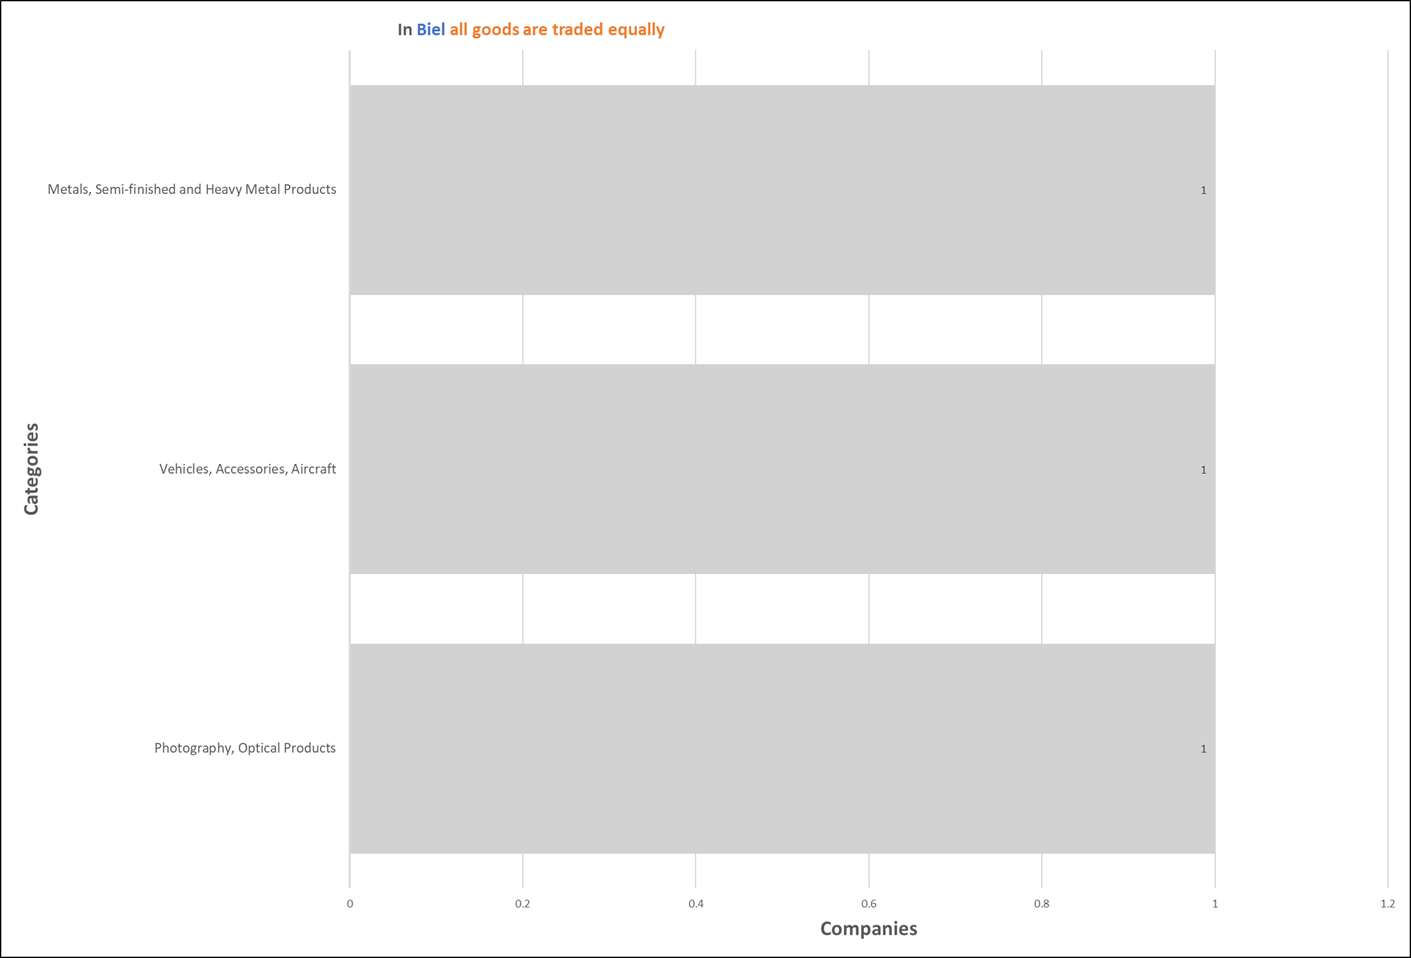 In Biel all goods are traded equally
Metals, Semi-finished and Heavy Metal Products
1
Vehicles, Accessories, Aircraft
1
Photography, Optical Products
1
Categories
0 0.2 0.4 0.6 0.8 1 1.2
Companies